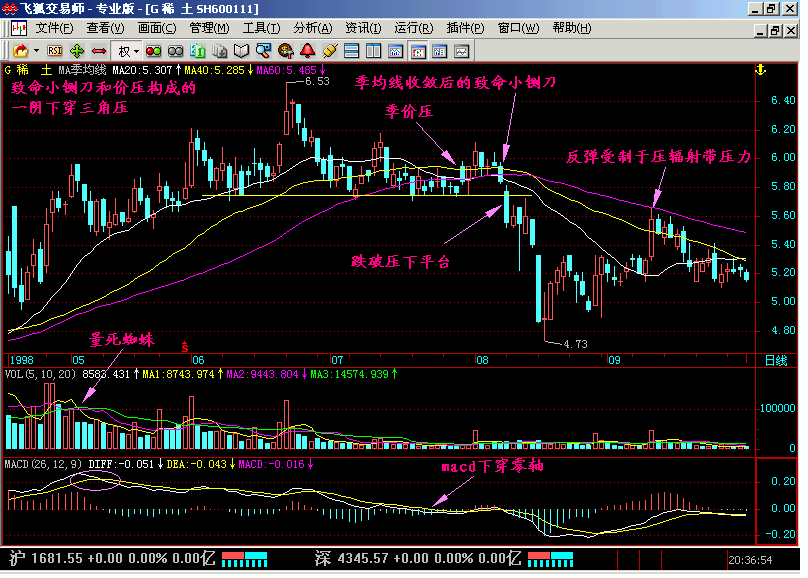 飞狐交易师 - 专业版 - [G 稀 土 SH600111]
文件(F) 查看(V) 画面(C) 管理(M) 工具(T) 分析(A) 资讯(I) 运行(R) 插件(P) 窗口(W) 帮助(H)
RSI 权
G 稀 土 MA季均线 MA20:5.307↑MA40:5.285↓MA60:5.485↓
致命小铡刀和价压构成的
一阴下穿三角压
6.53
季均线收敛后的致命小铡刀
季价压
反弹受制于压辐射带压力
跌破压下平台
4.73
6.40
6.20
6.00
5.80
5.60
5.40
5.20
5.00
4.80
量死蜘蛛
1998 05 06 07 08 09 日线
VOL(5,10,20) 8583.431↑MA1:8743.974↑MA2:9443.804↓MA3:14574.939↑
100000
0
MACD(26,12,9) DIFF:-0.051↓DEA:-0.043↓MACD:-0.016↓
macd下穿零轴
0.20
0.00
-0.20
沪 1681.55 +0.00 0.00% 0.00亿 深 4345.57 +0.00 0.00% 0.00亿 20:36:54